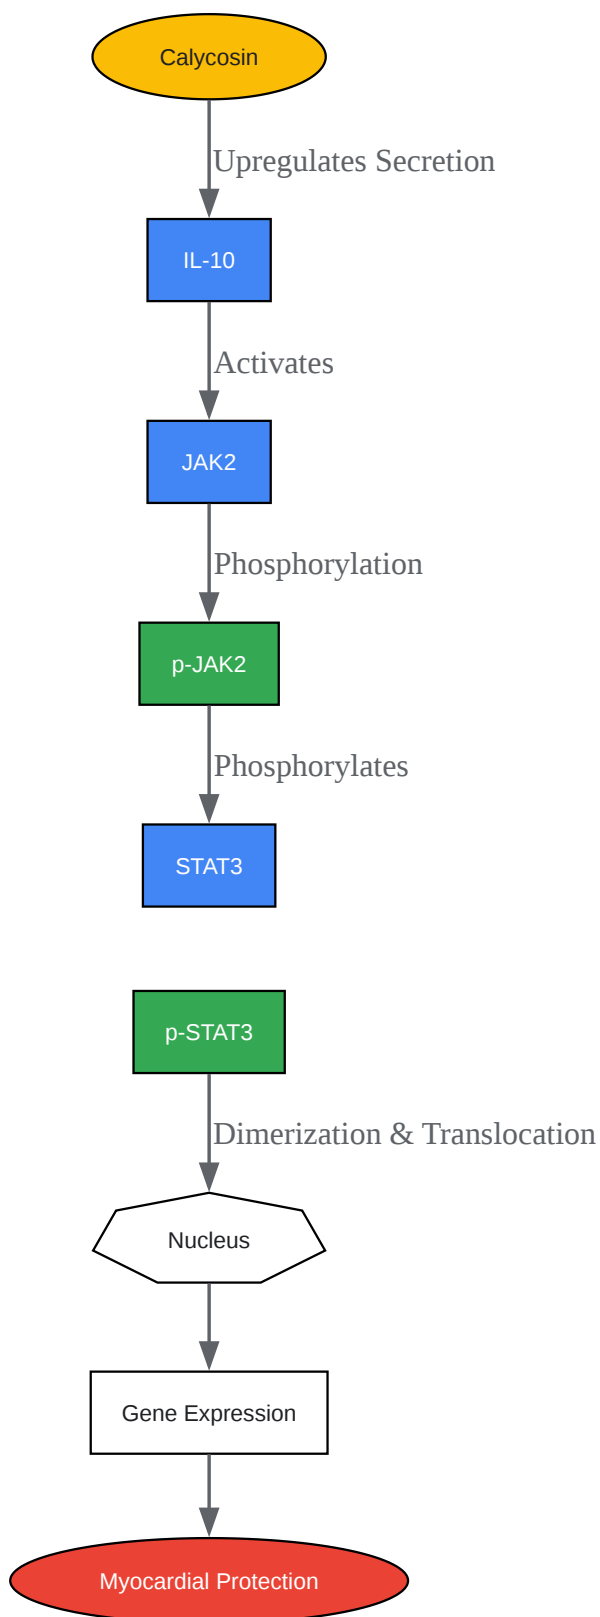 Calycosin
Upregulates Secretion
IL-10
Activates
JAK2
Phosphorylation
p-JAK2
Phosphorylates
STAT3
p-STAT3
Dimerization & Translocation
Nucleus
Gene Expression
Myocardial Protection